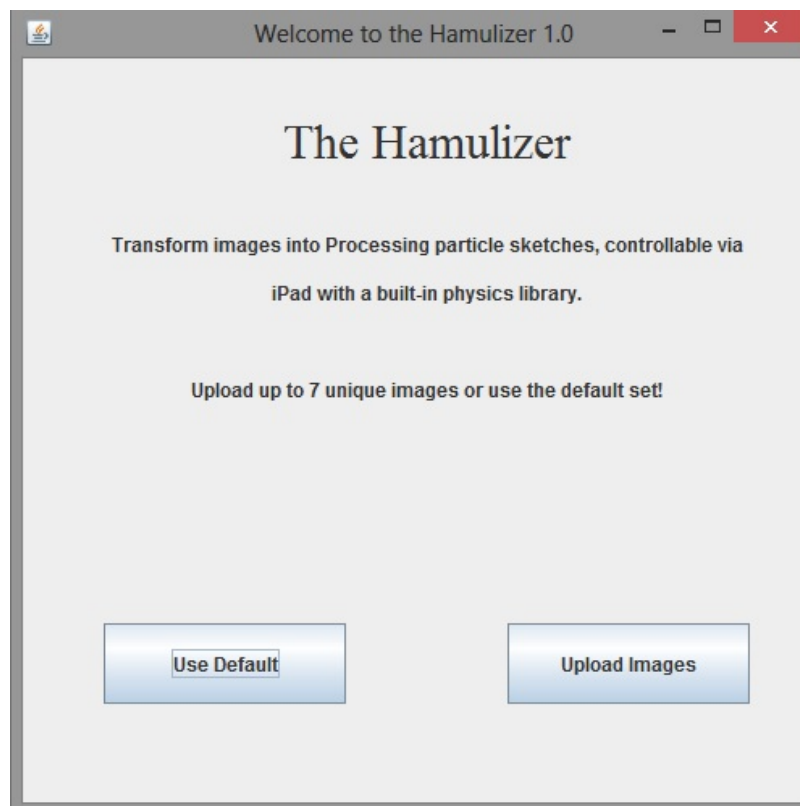 Welcome to the Hamulizer 1.0
The Hamulizer
Transform images into Processing particle sketches, controllable via
iPad with a built-in physics library.
Upload up to 7 unique images or use the default set!
Use Default
Upload Images